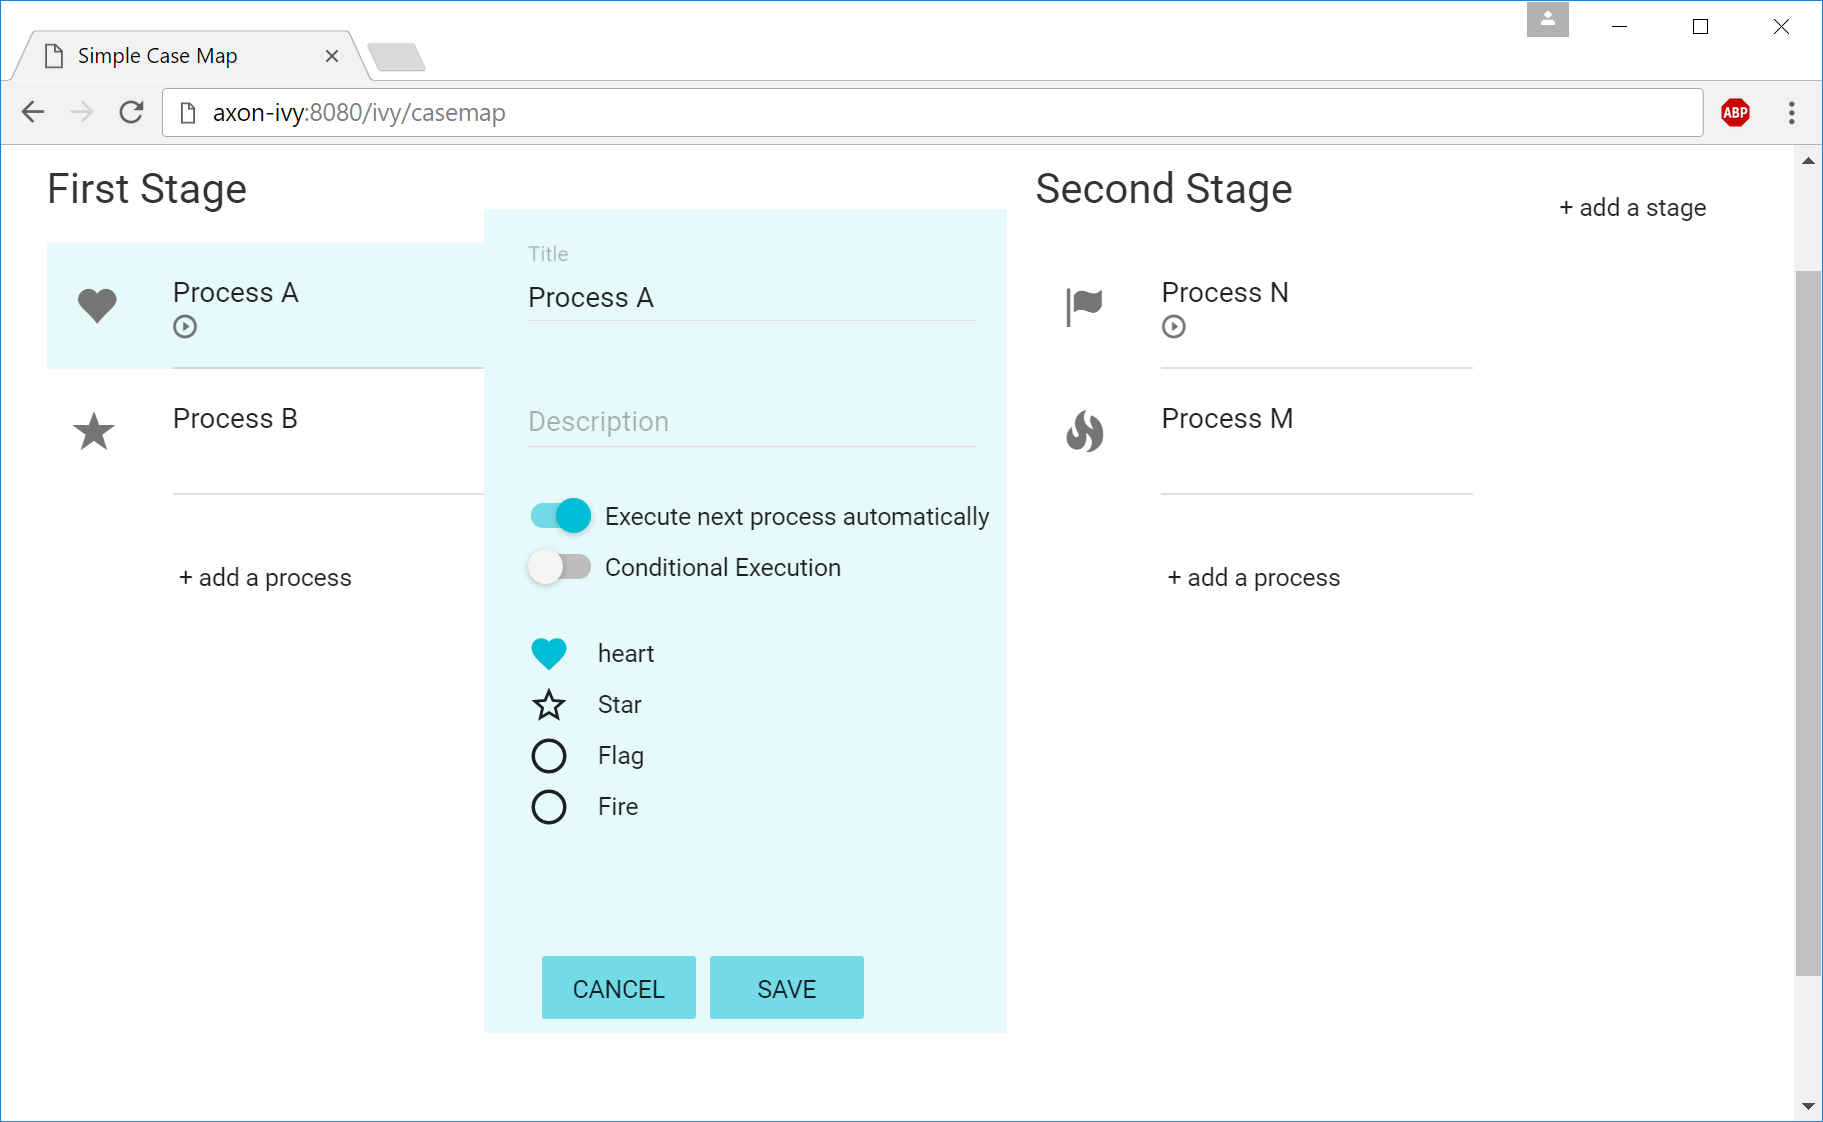 Simple Case Map
axon-ivy:8080/ivy/casemap
ABP
First Stage
Process A
Process B
+ add a process
Title
Process A
Description
Execute next process automatically
Conditional Execution
heart
Star
Flag
Fire
CANCEL
SAVE
Second Stage
Process N
Process M
+ add a process
+ add a stage